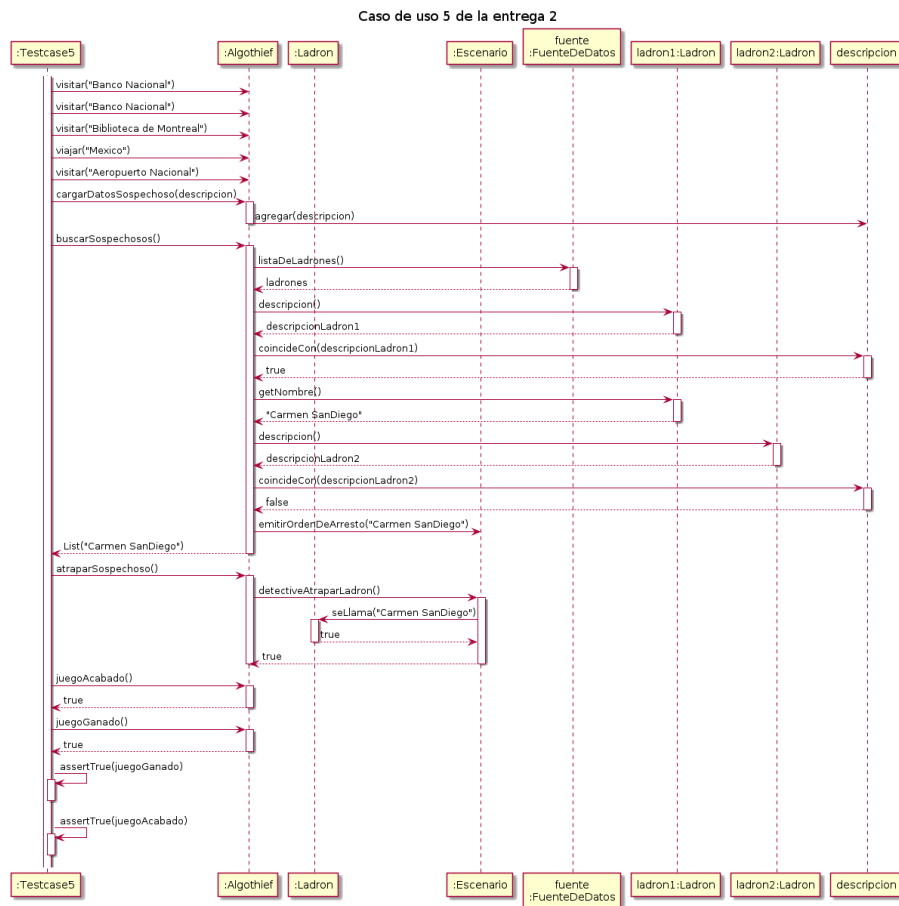 Caso de uso 5 de la entrega 2
:Testcase5
:Algothief
:Ladron
:Escenario
fuente
:FuenteDeDatos
ladron1:Ladron
ladron2:Ladron
descripcion
visitar("Banco Nacional")
visitar("Banco Nacional")
visitar("Biblioteca de Montreal")
viajar("Mexico")
visitar("Aeropuerto Nacional")
cargarDatosSospechoso(descripcion)
agregar(descripcion)
buscarSospechosos()
listaDeLadrones()
ladrones
descripcion()
descripcionLadron1
coincideCon(descripcionLadron1)
true
getNombre()
"Carmen SanDiego"
descripcion()
descripcionLadron2
coincideCon(descripcionLadron2)
false
emitirOrdenDeArresto("Carmen SanDiego")
List("Carmen SanDiego")
atraparSospechoso()
detectiveAtraparLadron()
seLlama("Carmen SanDiego")
true
true
juegoAcabado()
true
juegoGanado()
true
assertTrue(juegoGanado)
assertTrue(juegoAcabado)
:Testcase5
:Algothief
:Ladron
:Escenario
fuente
:FuenteDeDatos
ladron1:Ladron
ladron2:Ladron
descripcion